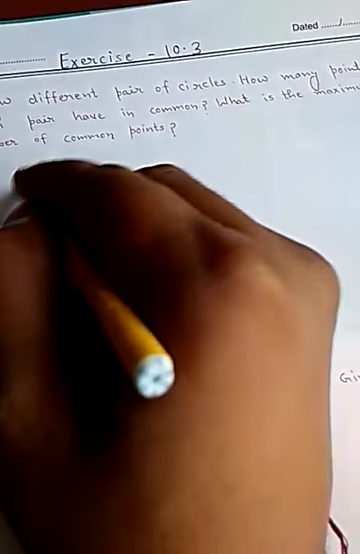 Dated
Exercise - 10.3
different pair of circles. How many
pair have in common? What is the
of common points?